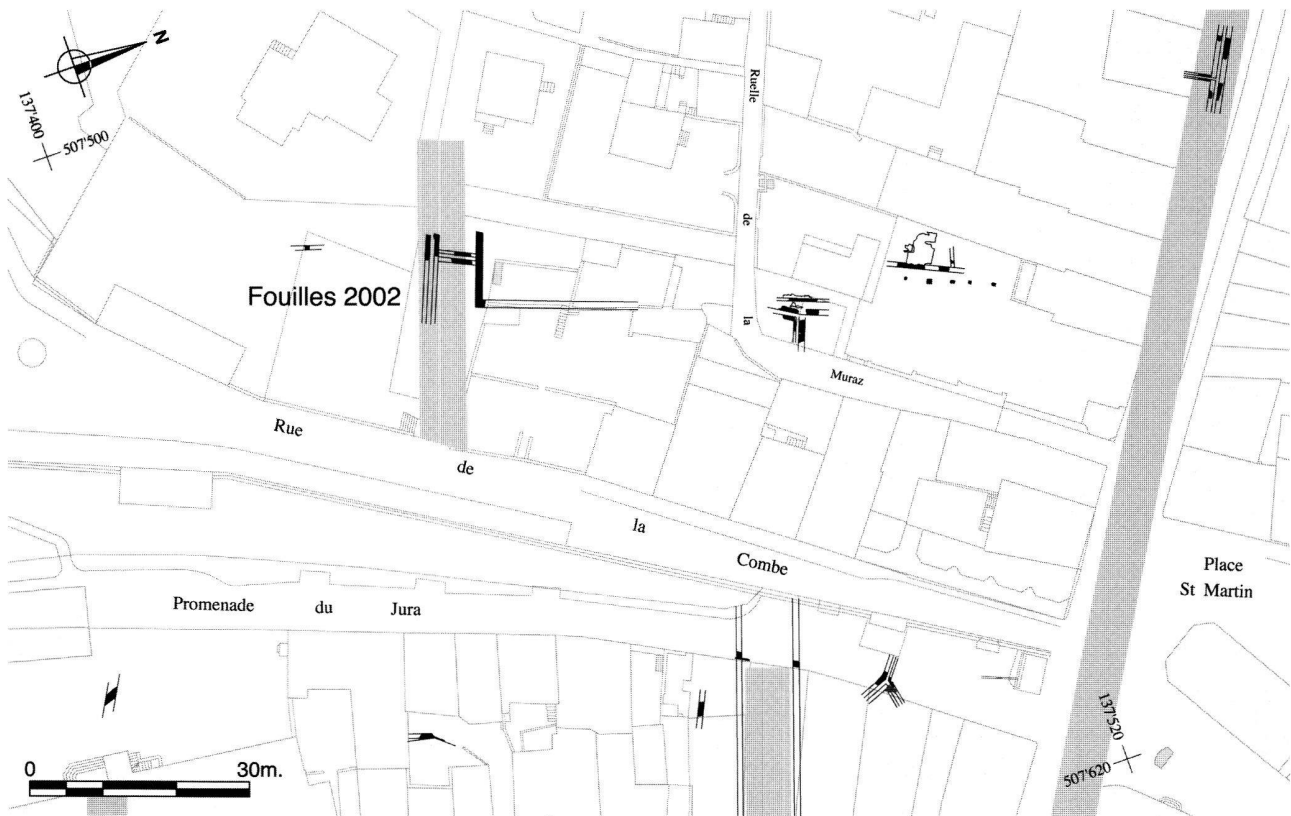 N
137'400
507'500
Ruelle
de
la
Muraz
Fouilles 2002
Rue
de
la
Combe
Place
St Martin
Promenade du Jura
137'520
507'620
0 30m.